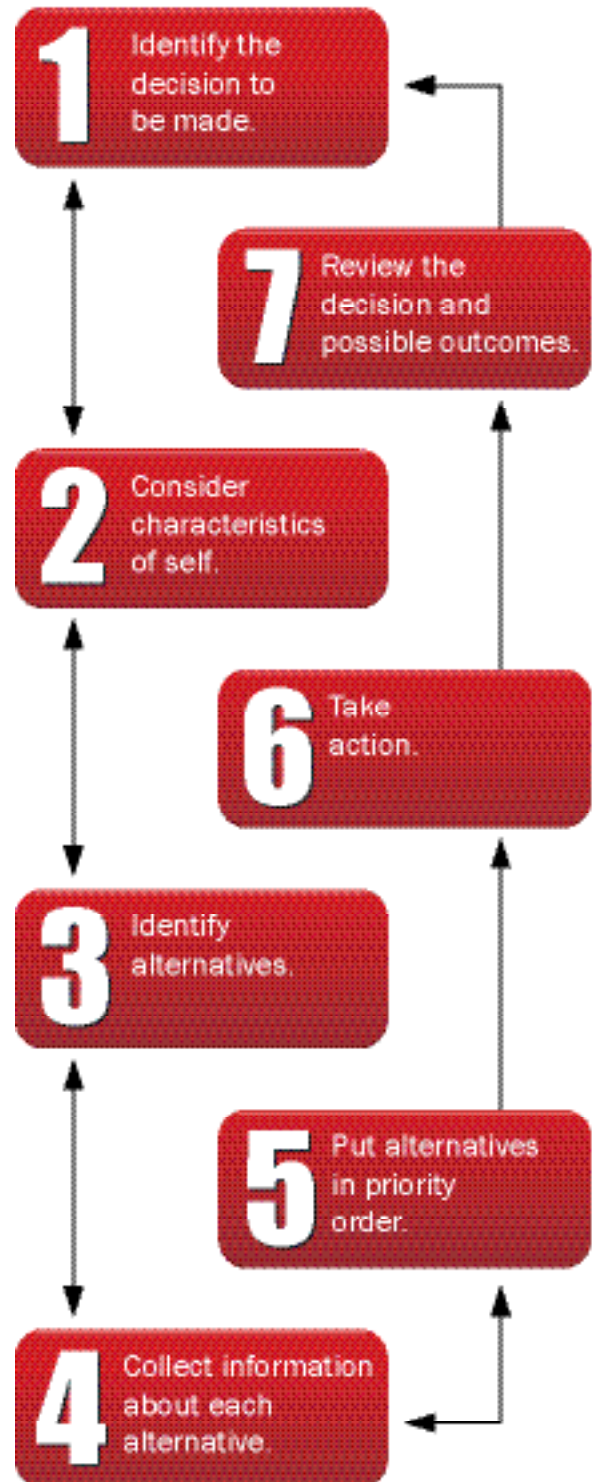 1
Identify the
decision to
be made.
7
Review the
decision and
possible outcomes.
2
Consider
characteristics
of self.
6
Take
action.
3
Identify
alternatives.
5
Put alternatives
in priority
order.
4
Collect information
about each
alternative.